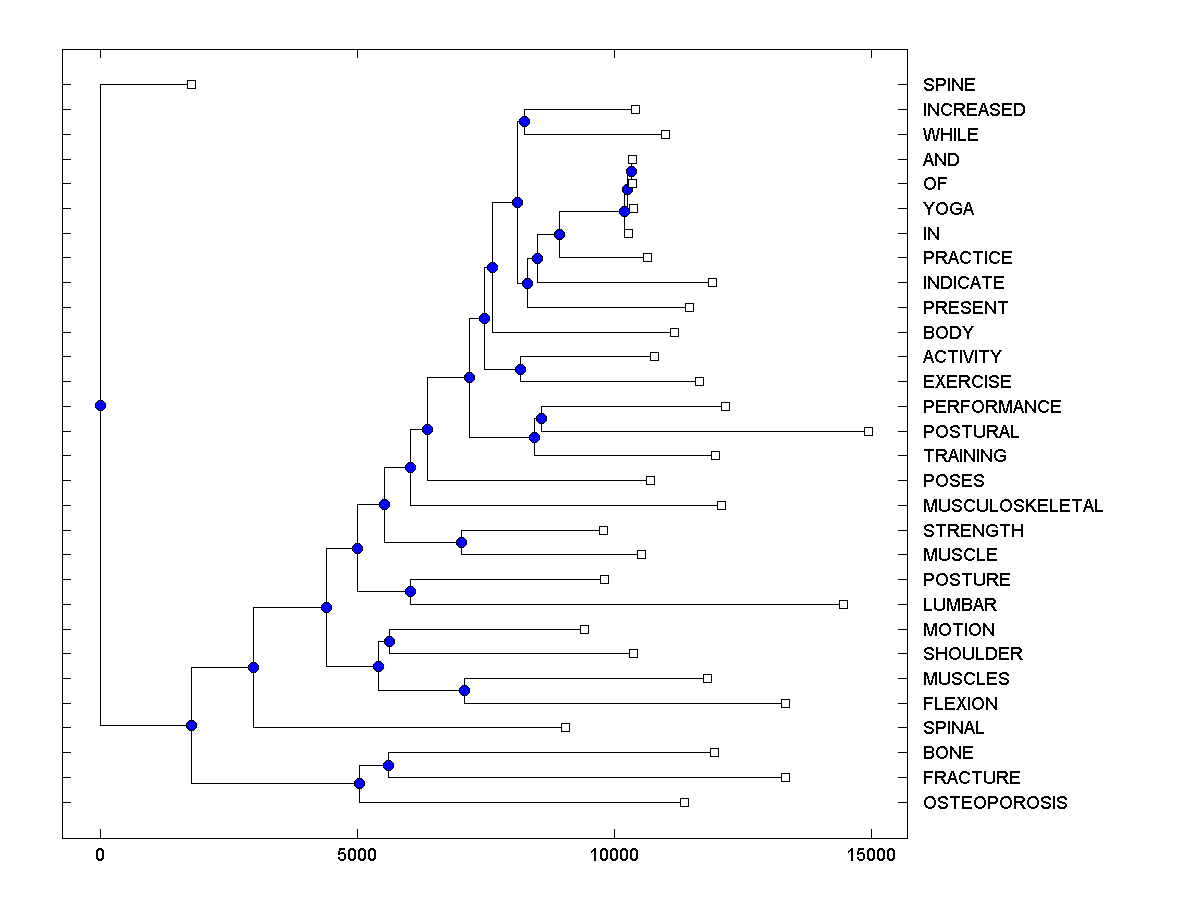 SPINE
INCREASED
WHILE
AND
OF
YOGA
IN
PRACTICE
INDICATE
PRESENT
BODY
ACTIVITY
EXERCISE
PERFORMANCE
POSTURAL
TRAINING
POSES
MUSCULOSKELETAL
STRENGTH
MUSCLE
POSTURE
LUMBAR
MOTION
SHOULDER
MUSCLES
FLEXION
SPINAL
BONE
FRACTURE
OSTEOPOROSIS
0 5000 10000 15000